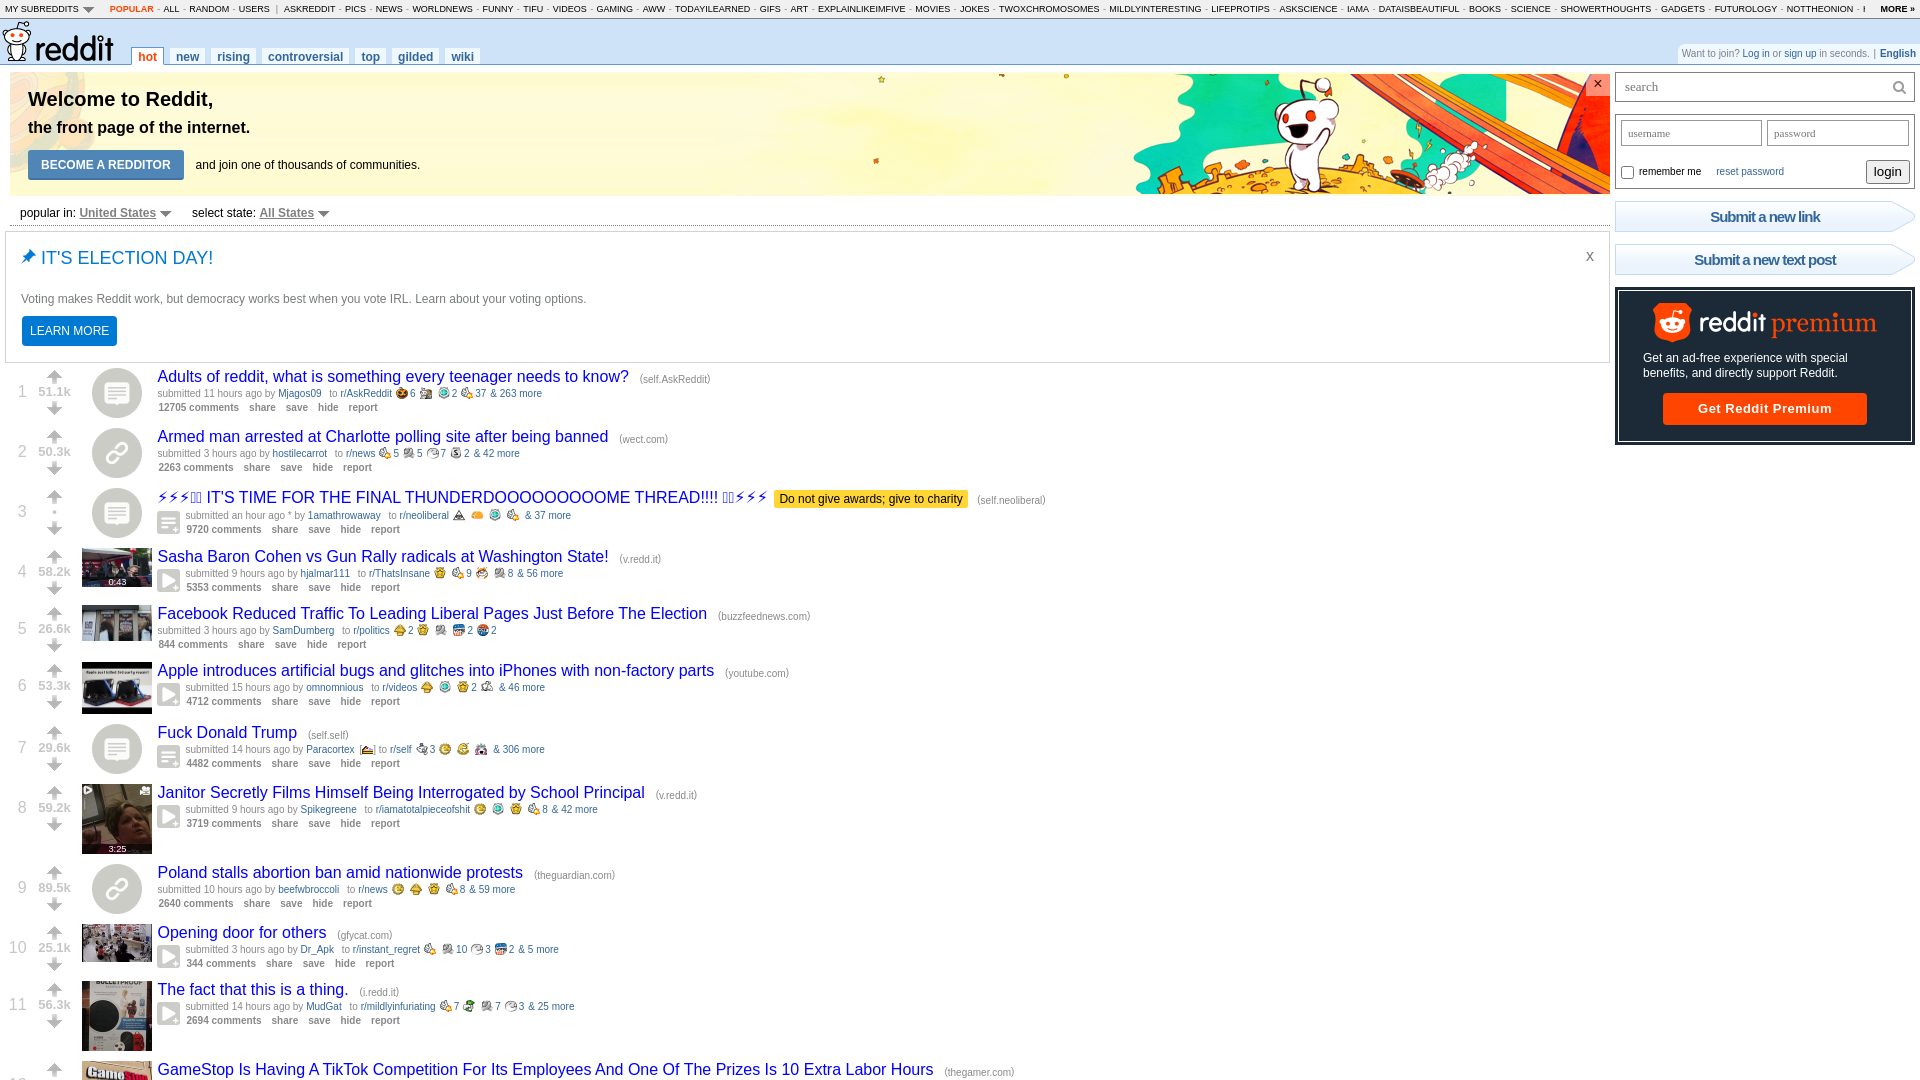 MY SUBREDDITS POPULAR - ALL - RANDOM - USERS | ASKREDDIT - PICS - NEWS - WORLDNEWS - FUNNY - TIFU - VIDEOS - GAMING - AWW - TODAYILEARNED - GIFS - ART - EXPLAINLIKEIMFIVE - MOVIES - JOKES - TWOXCHROMOSOMES - MILDLYINTERESTING - LIFEPROTIPS - ASKSCIENCE - IAMA - DATAISBEAUTIFUL - BOOKS - SCIENCE - SHOWERTHOUGHTS - GADGETS - FUTUROLOGY - NOTTHEONION - MORE »
reddit hot new rising controversial top gilded wiki
Want to join? Log in or sign up in seconds. | English
Welcome to Reddit,
the front page of the internet.
BECOME A REDDITOR and join one of thousands of communities.
×
search
username password
remember me reset password login
Submit a new link
Submit a new text post
reddit premium
Get an ad-free experience with special
benefits, and directly support Reddit.
Get Reddit Premium
popular in: United States select state: All States
IT'S ELECTION DAY! x
Voting makes Reddit work, but democracy works best when you vote IRL. Learn about your voting options.
LEARN MORE
1 51.1k
Adults of reddit, what is something every teenager needs to know? (self.AskReddit)
submitted 11 hours ago by Mjagos09 to r/AskReddit 6 2 37 & 263 more
12705 comments share save hide report
2 50.3k
Armed man arrested at Charlotte polling site after being banned (wect.com)
submitted 3 hours ago by hostilecarrot to r/news 5 5 7 2 & 42 more
2263 comments share save hide report
3 •
⚡⚡⚡ IT'S TIME FOR THE FINAL THUNDERDOOOOOOOOOME THREAD!!!! ⚡⚡⚡ Do not give awards; give to charity (self.neoliberal)
submitted an hour ago * by 1amathrowaway to r/neoliberal & 37 more
9720 comments share save hide report
4 58.2k
0:43
Sasha Baron Cohen vs Gun Rally radicals at Washington State! (v.redd.it)
submitted 9 hours ago by hjalmar111 to r/ThatsInsane 9 8 & 56 more
5353 comments share save hide report
5 26.6k
Facebook Reduced Traffic To Leading Liberal Pages Just Before The Election (buzzfeednews.com)
submitted 3 hours ago by SamDumberg to r/politics 2 2 2
844 comments share save hide report
6 53.3k
Apple introduces artificial bugs and glitches into iPhones with non-factory parts (youtube.com)
submitted 15 hours ago by omnomnious to r/videos 2 & 46 more
4712 comments share save hide report
7 29.6k
Fuck Donald Trump (self.self)
submitted 14 hours ago by Paracortex [] to r/self 3 & 306 more
4482 comments share save hide report
8 59.2k
3:25
Janitor Secretly Films Himself Being Interrogated by School Principal (v.redd.it)
submitted 9 hours ago by Spikegreene to r/iamatotalpieceofshit 8 & 42 more
3719 comments share save hide report
9 89.5k
Poland stalls abortion ban amid nationwide protests (theguardian.com)
submitted 10 hours ago by beefwbroccoli to r/news 8 & 59 more
2640 comments share save hide report
10 25.1k
Opening door for others (gfycat.com)
submitted 3 hours ago by Dr_Apk to r/instant_regret 10 3 2 & 5 more
344 comments share save hide report
11 56.3k
BULLETPROOF
The fact that this is a thing. (i.redd.it)
submitted 14 hours ago by MudGat to r/mildlyinfuriating 7 7 3 & 25 more
2694 comments share save hide report
GameStop
GameStop Is Having A TikTok Competition For Its Employees And One Of The Prizes Is 10 Extra Labor Hours (thegamer.com)